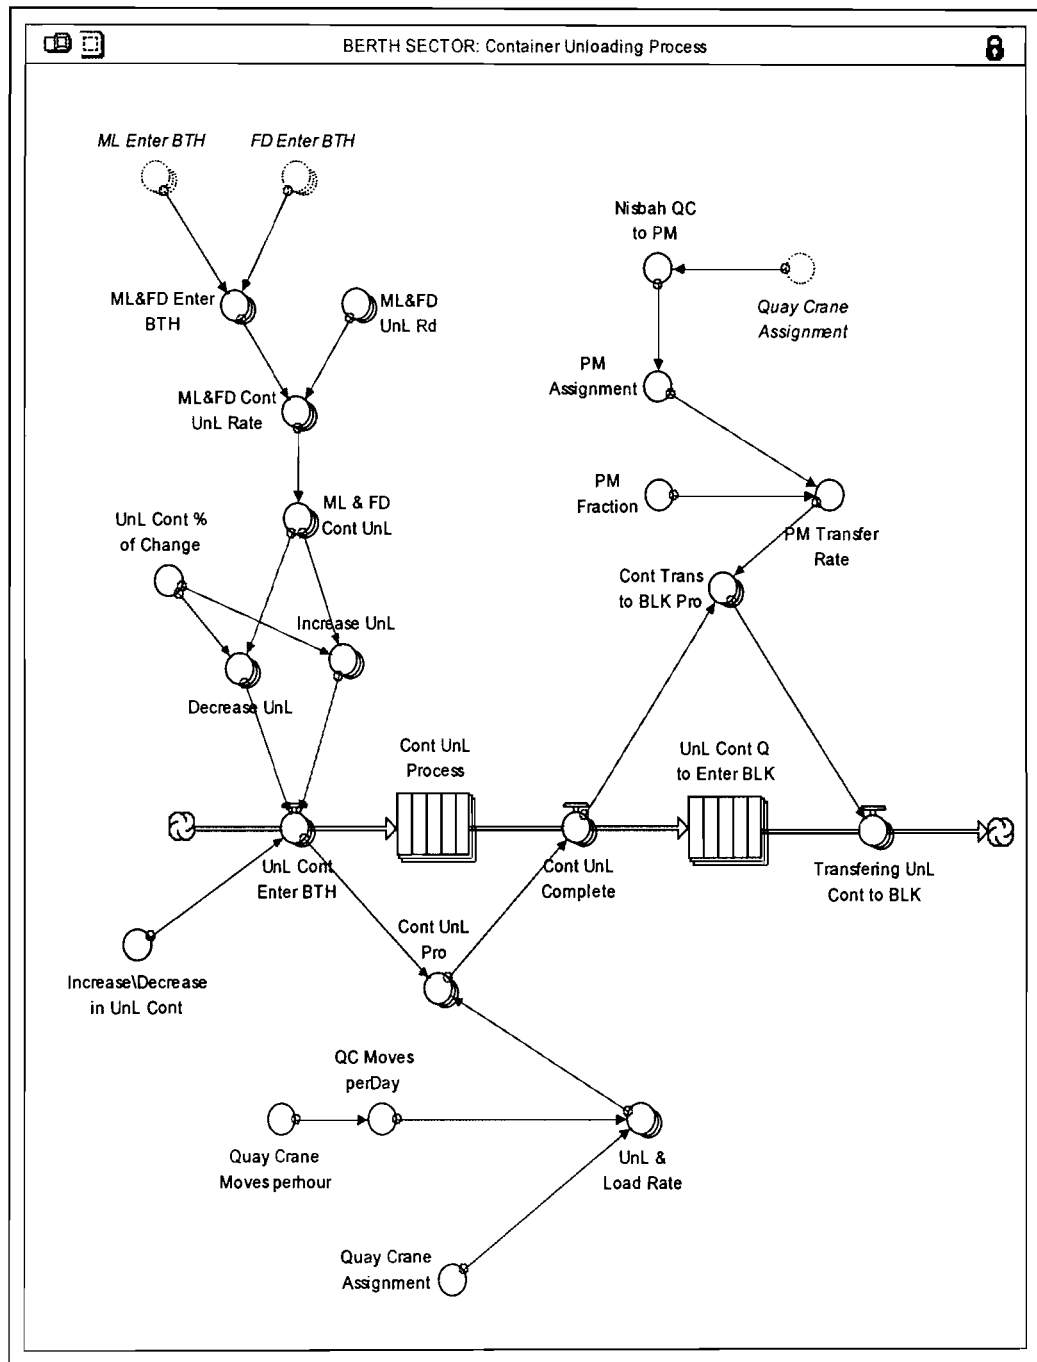 BERTH SECTOR: Container Unloading Process
ML Enter BTH
FD Enter BTH
Nisbah QC
to PM
ML&FD Enter
BTH
ML&FD
UnL Rd
Quay Crane
Assignment
PM
Assignment
ML&FD Cont
UnL Rate
PM
Fraction
ML & FD
Cont UnL
UnL Cont %
of Change
PM Transfer
Rate
Cont Trans
to BLK Pro
Increase UnL
Decrease UnL
Cont UnL
Process
UnL Cont Q
to Enter BLK
UnL Cont
Enter BTH
Cont UnL
Complete
Transfering UnL
Cont to BLK
Cont UnL
Pro
Increase\Decrease
in UnL Cont
QC Moves
perDay
Quay Crane
Moves perhour
UnL &
Load Rate
Quay Crane
Assignment